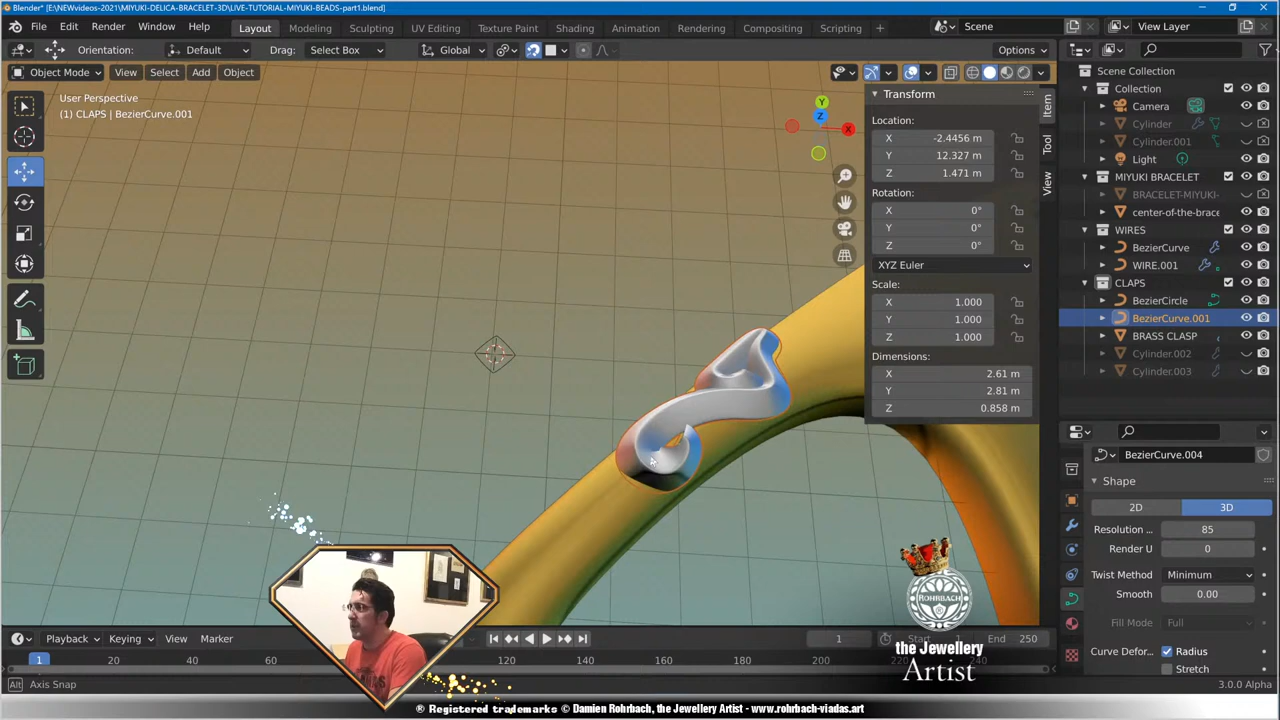 Blender* [E:\NEWvideos-2021\MIYUKI-DELICA-BRACELET-3D\LIVE-TUTORIAL-MIYUKI-BEADS-part1.blend]
File Edit Render Window Help Layout Modeling Sculpting UV Editing Texture Paint Shading Animation Rendering Compositing Scripting + Scene View Layer
Orientation: Default Drag: Select Box Global Options
Object Mode View Select Add Object
User Perspective
(1) CLAPS | BezierCurve.001
Y
Z
X
Transform
Location:
X -2.4456 m
Y 12.327 m
Z 1.471 m
Rotation:
X 0°
Y 0°
Z 0°
XYZ Euler
Scale:
X 1.000
Y 1.000
Z 1.000
Dimensions:
X 2.61 m
Y 2.81 m
Z 0.858 m
Item
Tool
View
Scene Collection
Collection
Camera
Cylinder
Cylinder.001
Light
MIYUKI BRACELET
BRACELET-MIYUKI-
center-of-the-brace
WIRES
BezierCurve
WIRE.001
CLAPS
BezierCircle
BezierCurve.001
BRASS CLASP
Cylinder.002
Cylinder.003
BezierCurve.004
Shape
2D 3D
Resolution ... 85
Render U 0
Twist Method Minimum
Smooth 0.00
Fill Mode Full
Curve Defor... Radius
Stretch
ROHRBACH
the Jewellery
Artist
Playback Keying View Marker 1 Start 1 End 250
1 20 40 60 120 140 160 180 200 220 240
Alt Axis Snap 3.0.0 Alpha
® Registered trademarks © Damien Rohrbach, the Jewellery Artist - www.rohrbach-viadas.art